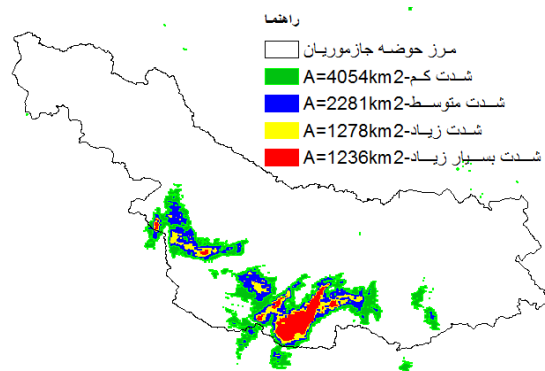 راهنما
مرز حوضه جازموریان
شدت کم-A=4054km2
شدت متوسط-A=2281km2
شدت زیاد-A=1278km2
شدت بسیار زیاد-A=1236km2